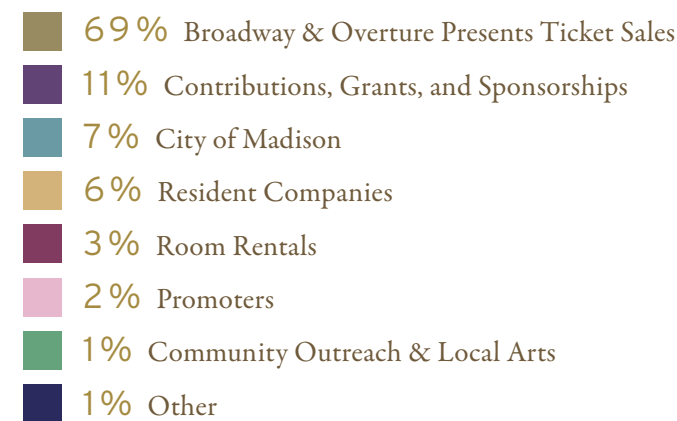 69% Broadway & Overture Presents Ticket Sales
11% Contributions, Grants, and Sponsorships
7% City of Madison
6% Resident Companies
3% Room Rentals
2% Promoters
1% Community Outreach & Local Arts
1% Other